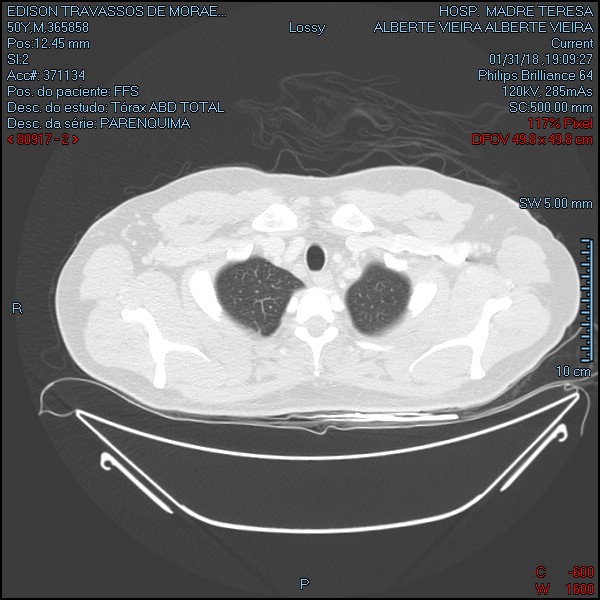 EDISON TRAVASSOS DE MORAE...
50Y,M,365858
Pos:12.45 mm
Sl:2
Acc#: 371134
Pos. do paciente: FFS
Desc. do estudo: Tórax ABD TOTAL
Desc. da série: PARENQUIMA
< 80917-2 >
Lossy
HOSP. MADRE TERESA
ALBERTE VIEIRA ALBERTE VIEIRA
Current
01/31/18 ,19:09:27
Philips Brilliance 64
120kV, 285mAs
SC:500.00 mm
117% Pixel
DFOV 49.8 x 49.8 cm
SW 5.00 mm
R
10 cm
P
C -600
W 1600